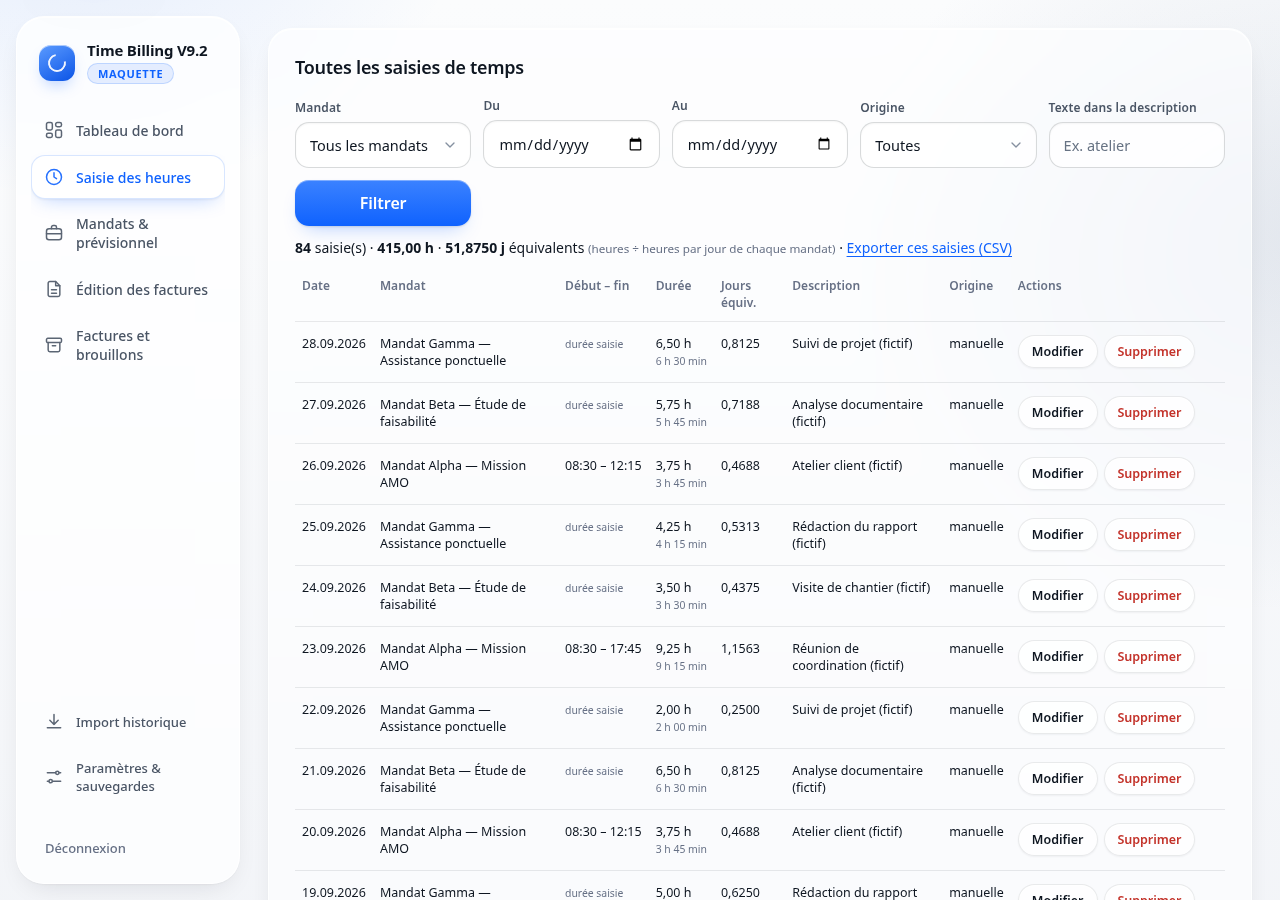 Time Billing V9.2
MAQUETTE
Tableau de bord
Saisie des heures
Mandats &
prévisionnel
Édition des factures
Factures et
brouillons
Import historique
Paramètres &
sauvegardes
Déconnexion
Toutes les saisies de temps
Mandat Du Au Origine Texte dans la description
Tous les mandats mm/dd/yyyy mm/dd/yyyy Toutes Ex. atelier
Filtrer
84 saisie(s) · 415,00 h · 51,8750 j équivalents (heures ÷ heures par jour de chaque mandat) · Exporter ces saisies (CSV)
Date Mandat Début – fin Durée Jours Description Origine Actions
équiv.
28.09.2026 Mandat Gamma — durée saisie 6,50 h 0,8125 Suivi de projet (fictif) manuelle Modifier Supprimer
Assistance ponctuelle 6 h 30 min
27.09.2026 Mandat Beta — Étude de durée saisie 5,75 h 0,7188 Analyse documentaire manuelle Modifier Supprimer
faisabilité 5 h 45 min (fictif)
26.09.2026 Mandat Alpha — Mission 08:30 – 12:15 3,75 h 0,4688 Atelier client (fictif) manuelle Modifier Supprimer
AMO 3 h 45 min
25.09.2026 Mandat Gamma — durée saisie 4,25 h 0,5313 Rédaction du rapport manuelle Modifier Supprimer
Assistance ponctuelle 4 h 15 min (fictif)
24.09.2026 Mandat Beta — Étude de durée saisie 3,50 h 0,4375 Visite de chantier (fictif) manuelle Modifier Supprimer
faisabilité 3 h 30 min
23.09.2026 Mandat Alpha — Mission 08:30 – 17:45 9,25 h 1,1563 Réunion de manuelle Modifier Supprimer
AMO 9 h 15 min coordination (fictif)
22.09.2026 Mandat Gamma — durée saisie 2,00 h 0,2500 Suivi de projet (fictif) manuelle Modifier Supprimer
Assistance ponctuelle 2 h 00 min
21.09.2026 Mandat Beta — Étude de durée saisie 6,50 h 0,8125 Analyse documentaire manuelle Modifier Supprimer
faisabilité 6 h 30 min (fictif)
20.09.2026 Mandat Alpha — Mission 08:30 – 12:15 3,75 h 0,4688 Atelier client (fictif) manuelle Modifier Supprimer
AMO 3 h 45 min
19.09.2026 Mandat Gamma — durée saisie 5,00 h 0,6250 Rédaction du rapport manuelle Modifier Supprimer